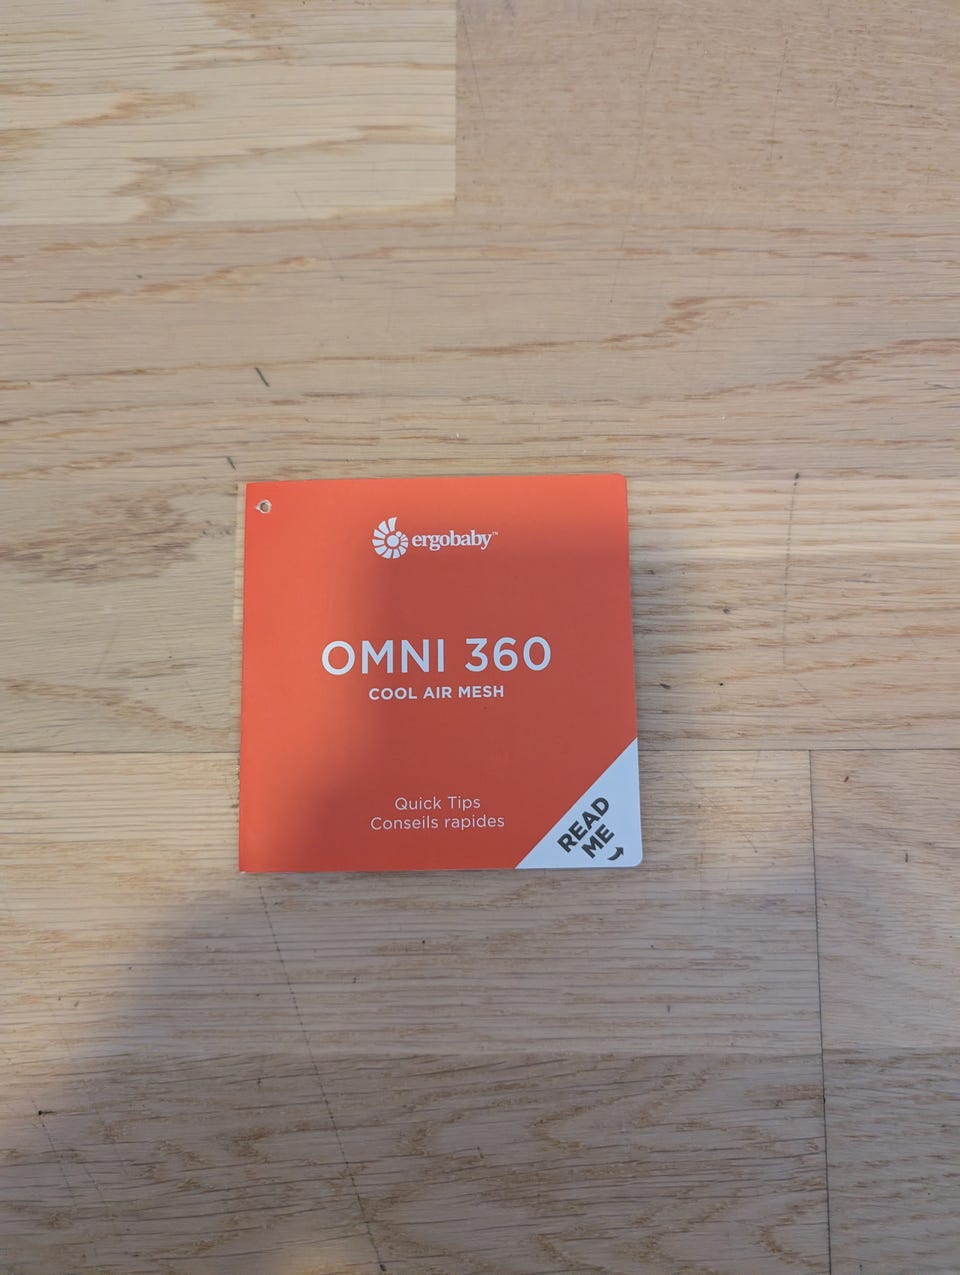 ergobaby™
OMNI 360
COOL AIR MESH
Quick Tips
Conseils rapides
READ
ME